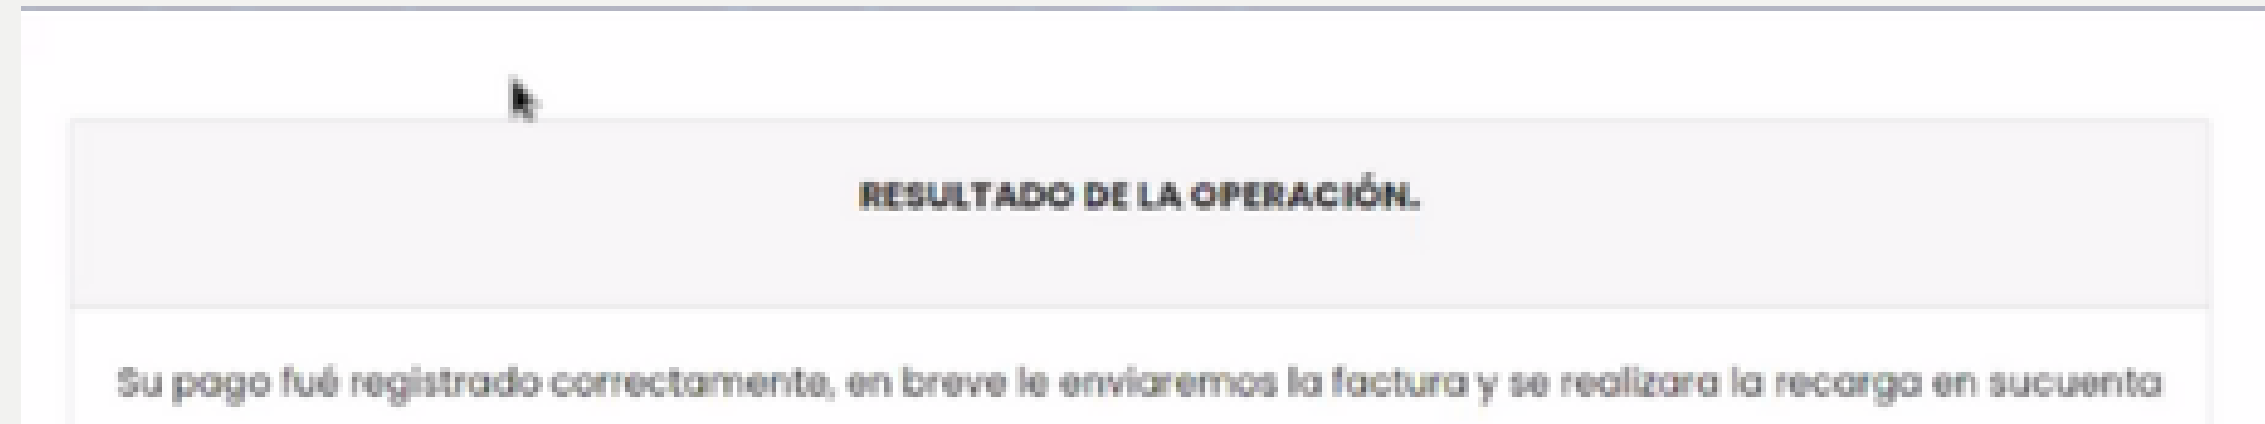 RESULTADO DE LA OPERACIÓN.
Su pago fué registrado correctamente, en breve le enviaremos la factura y se realizara la recarga en sucuenta